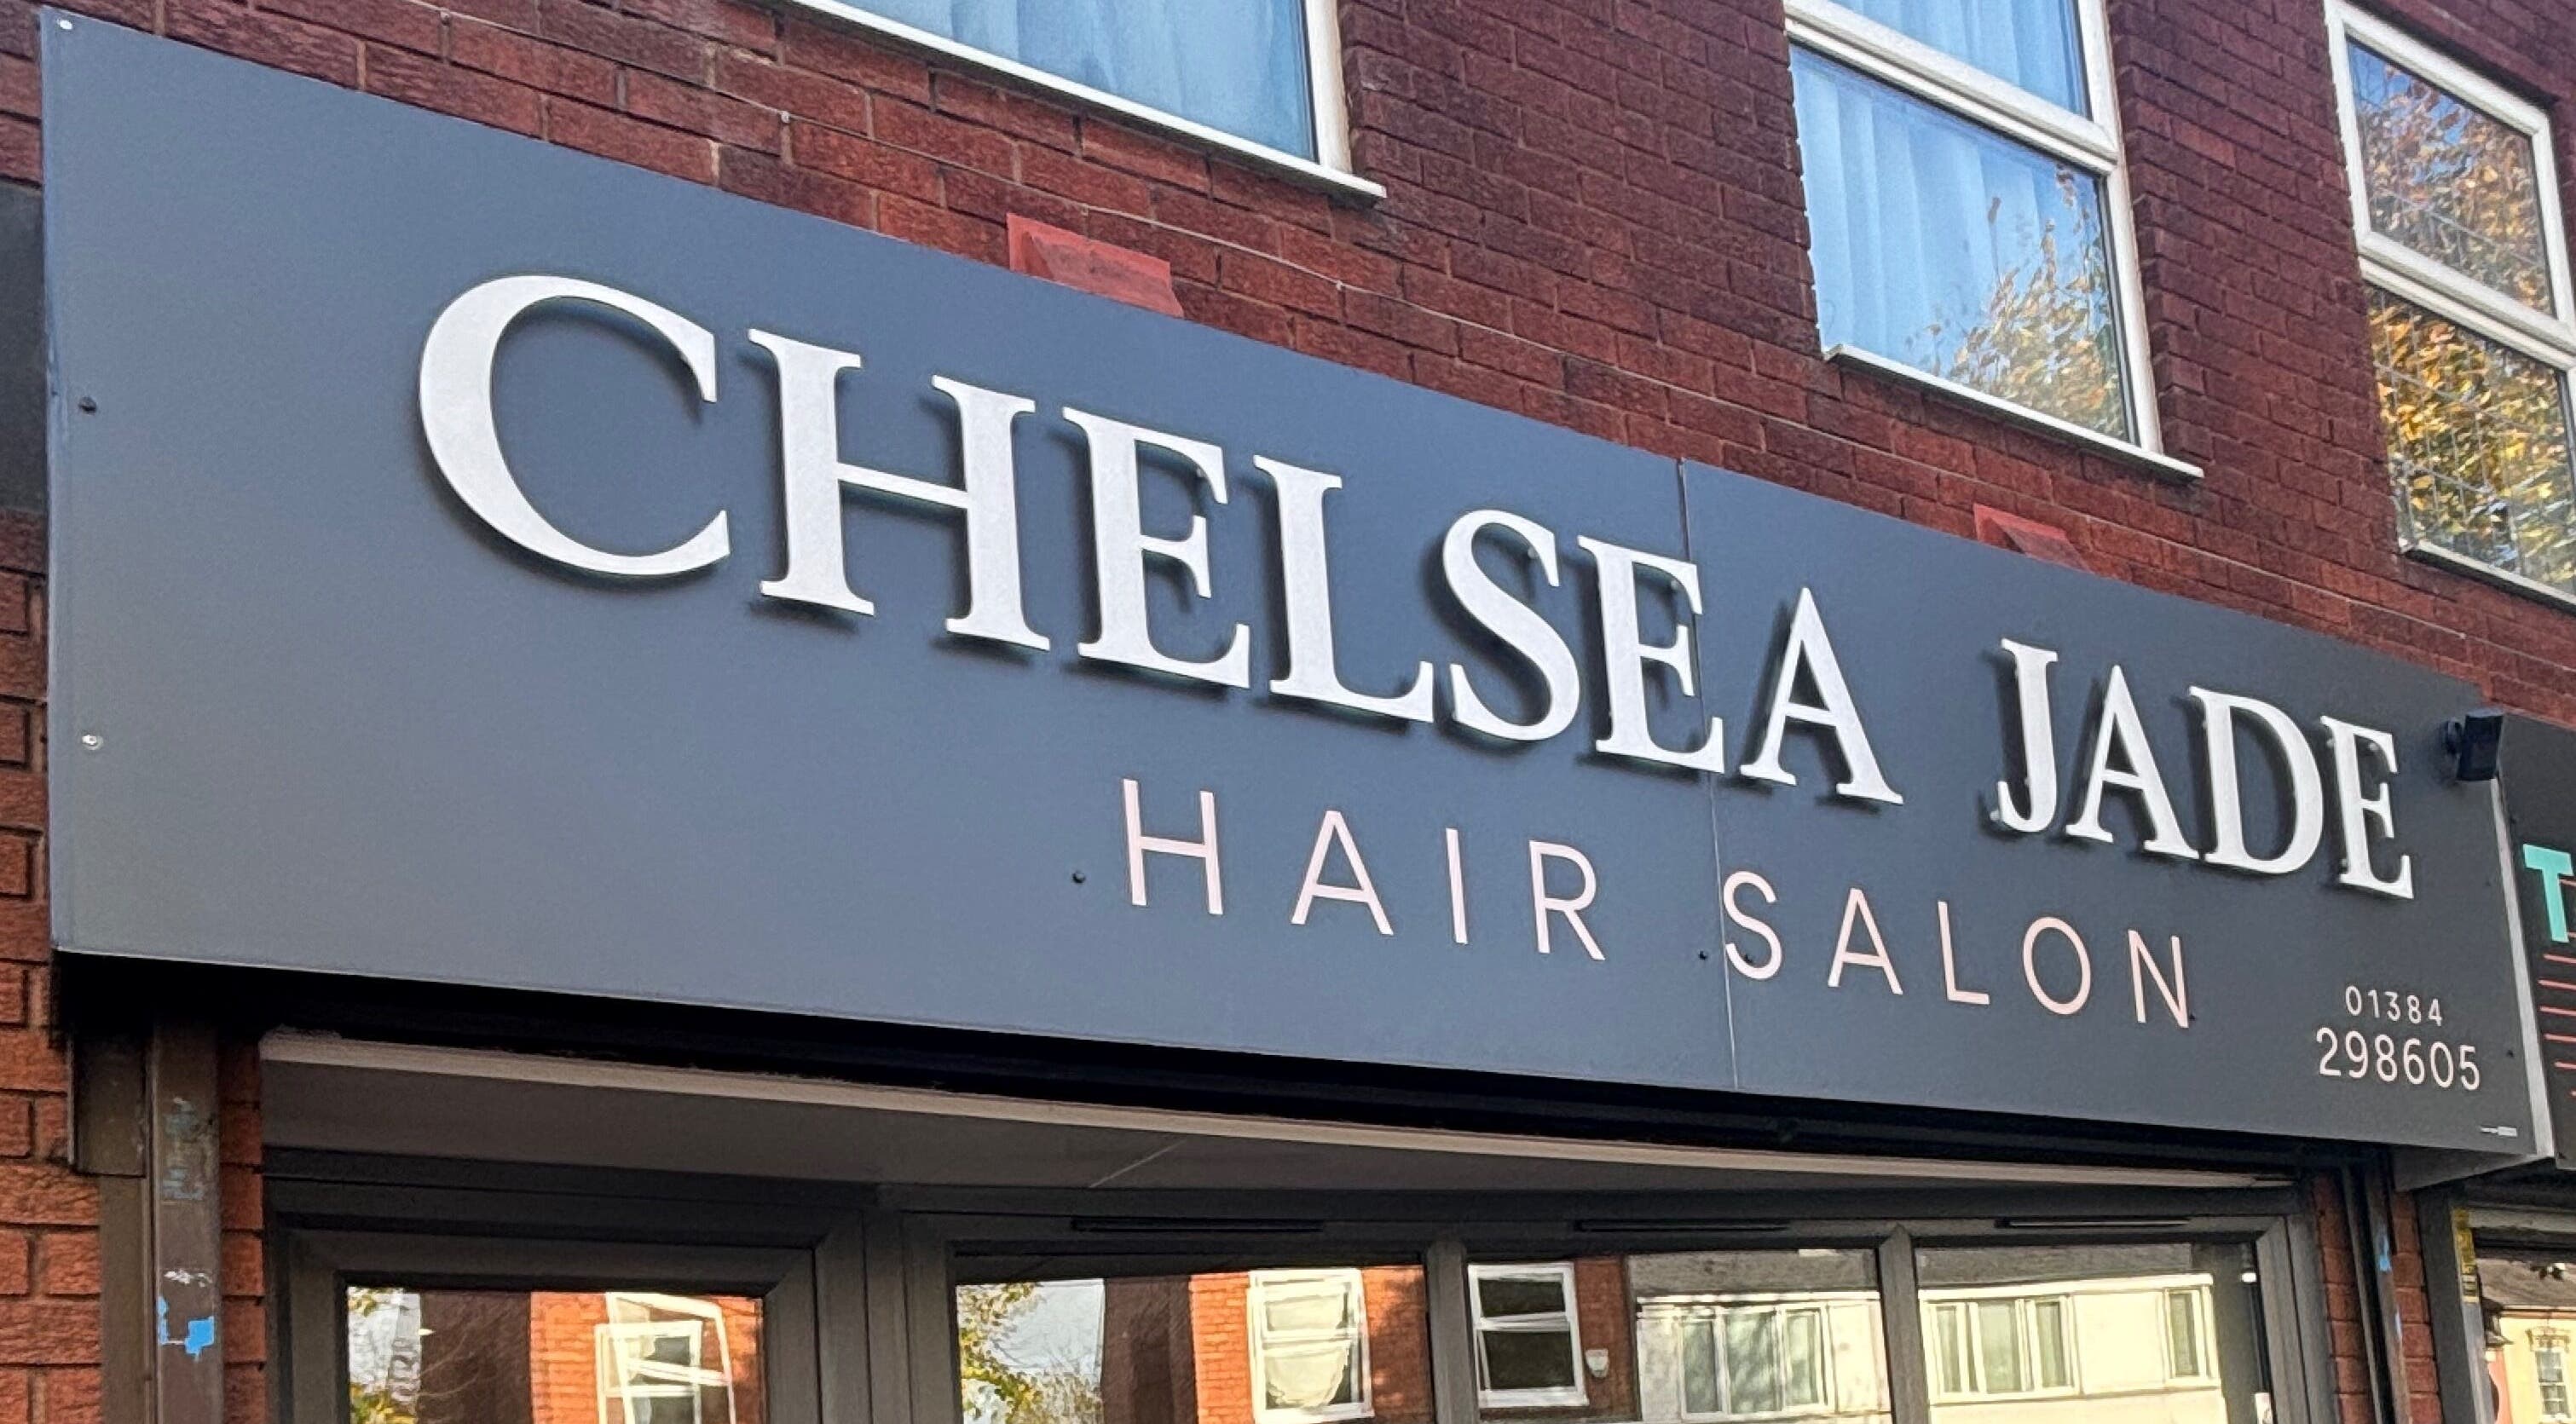 CHELSEA JADE
HAIR SALON
01384
298605
T